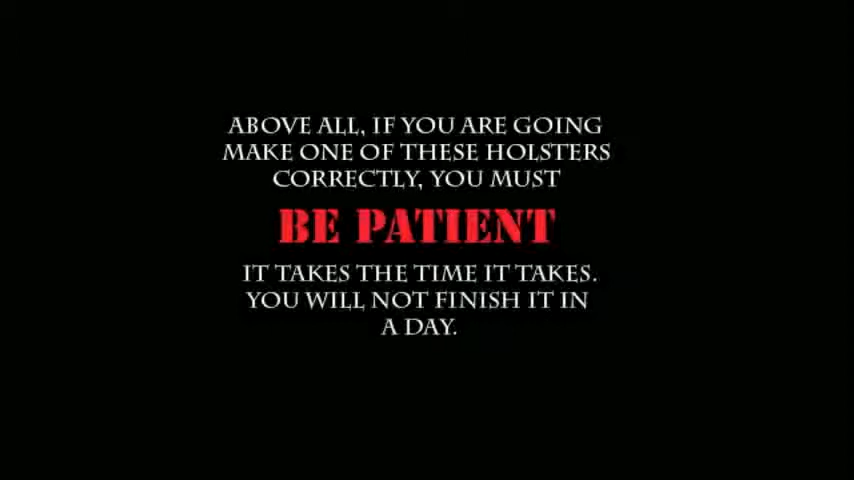 ABOVE ALL, IF YOU ARE GOING
MAKE ONE OF THESE HOLSTERS
CORRECTLY, YOU MUST
BE PATIENT
IT TAKES THE TIME IT TAKES.
YOU WILL NOT FINISH IT IN
A DAY.